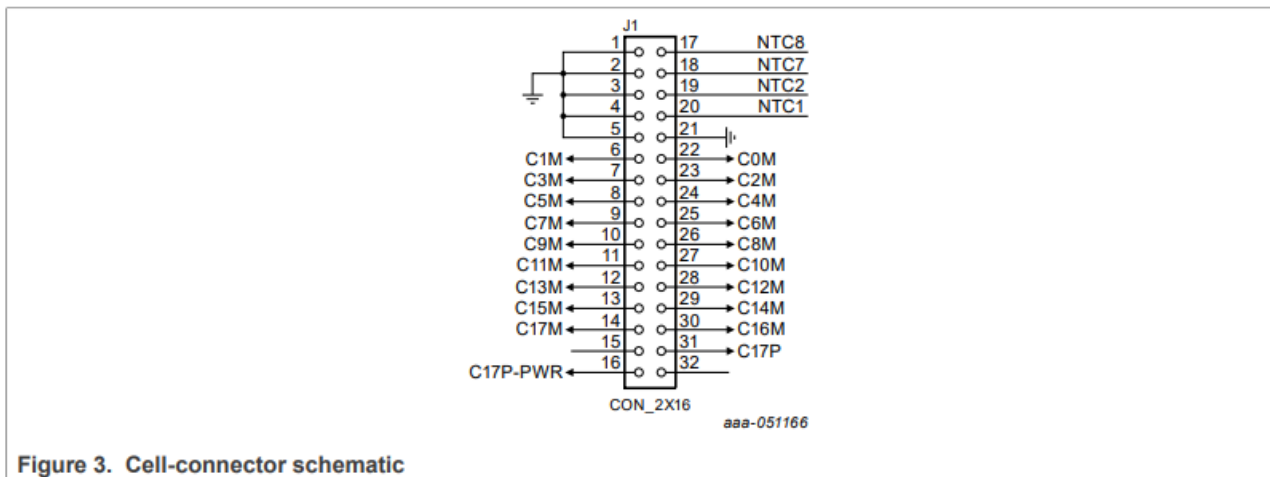 J1
1 17 NTC8
2 18 NTC7
3 19 NTC2
4 20 NTC1
5 21
C1M 6 22 C0M
C3M 7 23 C2M
C5M 8 24 C4M
C7M 9 25 C6M
C9M 10 26 C8M
C11M 11 27 C10M
C13M 12 28 C12M
C15M 13 29 C14M
C17M 14 30 C16M
15 31 C17P
C17P-PWR 16 32
CON_2X16
aaa-051166
Figure 3. Cell-connector schematic